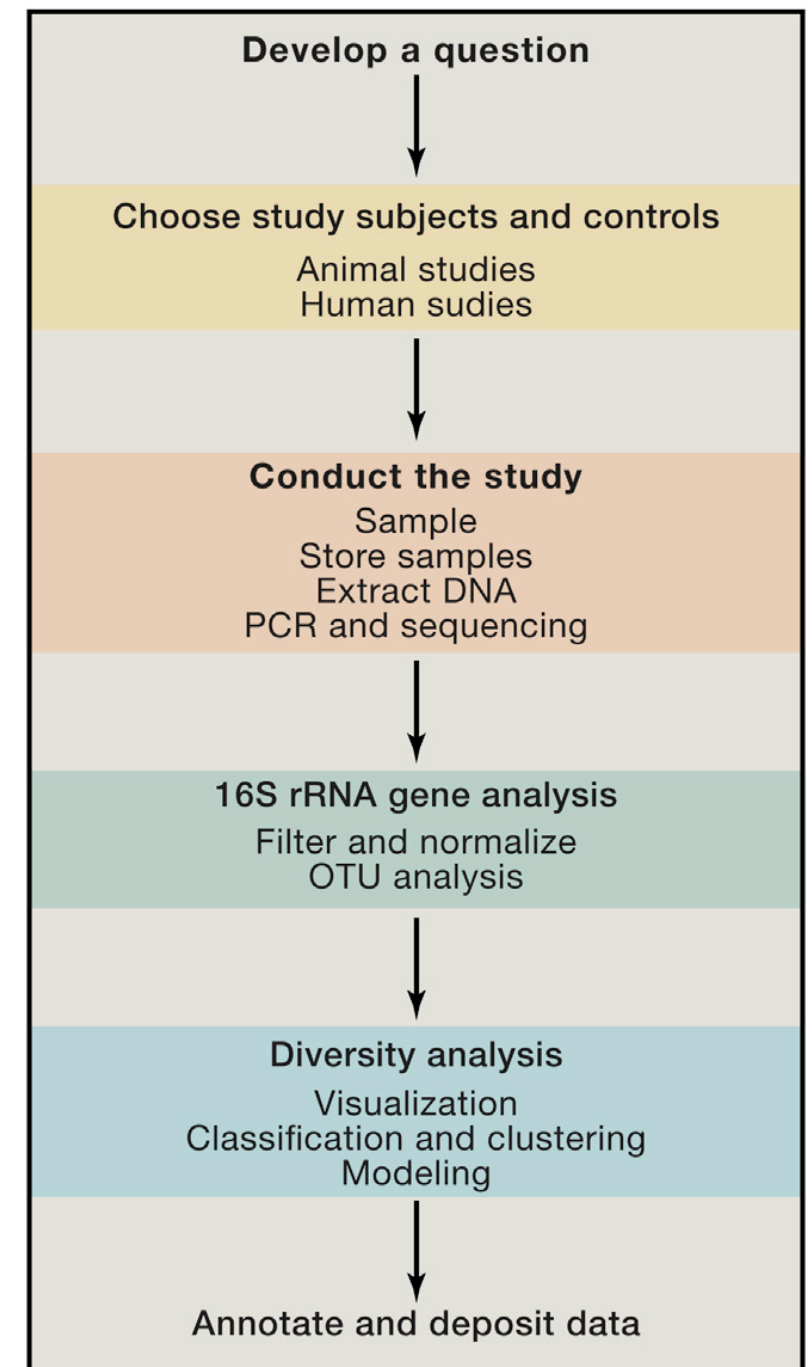 Develop a question
Choose study subjects and controls
Animal studies
Human sudies
Conduct the study
Sample
Store samples
Extract DNA
PCR and sequencing
16S rRNA gene analysis
Filter and normalize
OTU analysis
Diversity analysis
Visualization
Classification and clustering
Modeling
Annotate and deposit data